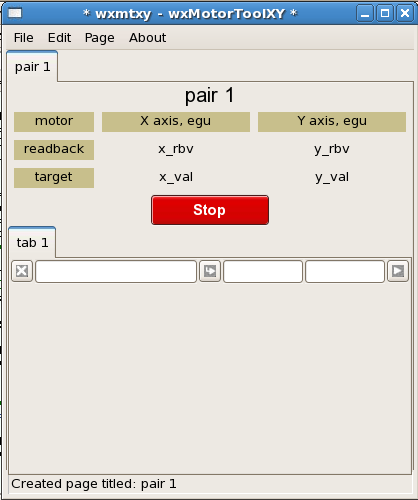 * wxmtxy - wxMotorToolXY *
File Edit Page About
pair 1
pair 1
motor X axis, egu Y axis, egu
readback x_rbv y_rbv
target x_val y_val
Stop
tab 1
Created page titled: pair 1